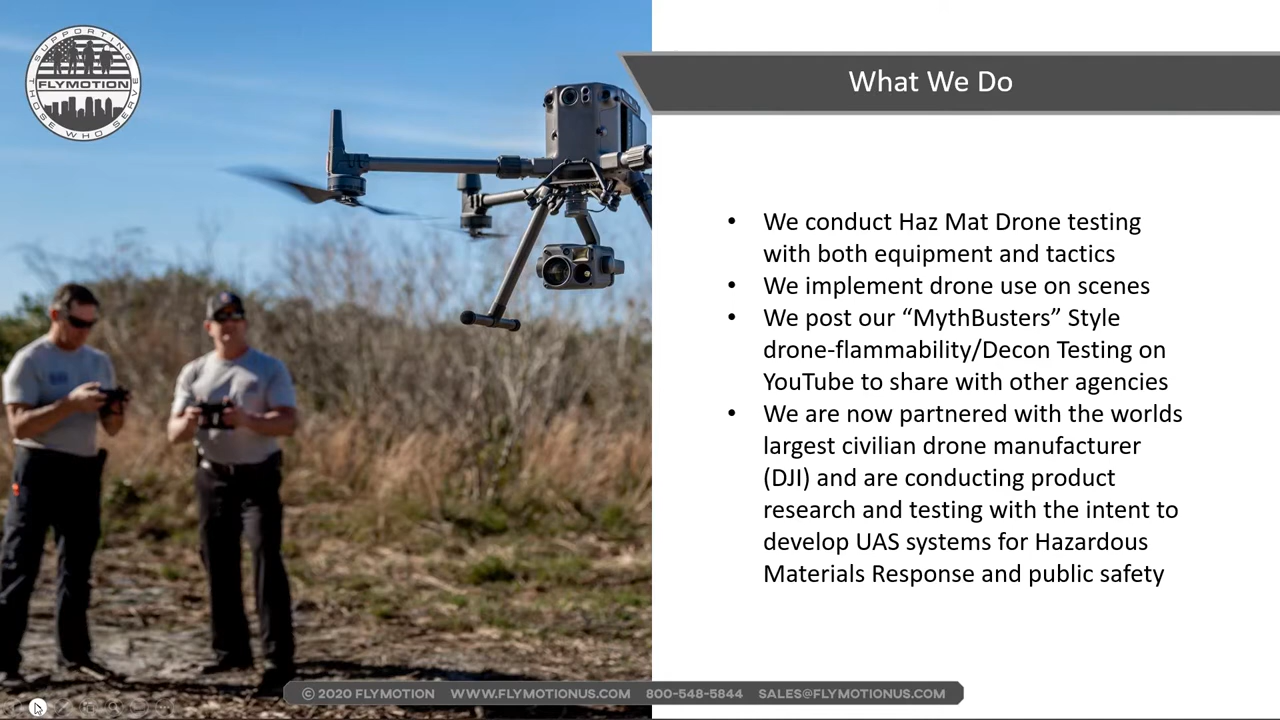 SUPPORTING
FLYMOTION
THOSE WHO SERVE
What We Do
• We conduct Haz Mat Drone testing
with both equipment and tactics
• We implement drone use on scenes
• We post our “MythBusters” Style
drone-flammability/Decon Testing on
YouTube to share with other agencies
• We are now partnered with the worlds
largest civilian drone manufacturer
(DJI) and are conducting product
research and testing with the intent to
develop UAS systems for Hazardous
Materials Response and public safety
© 2020 FLYMOTION WWW.FLYMOTIONUS.COM 800-548-5844 SALES@FLYMOTIONUS.COM